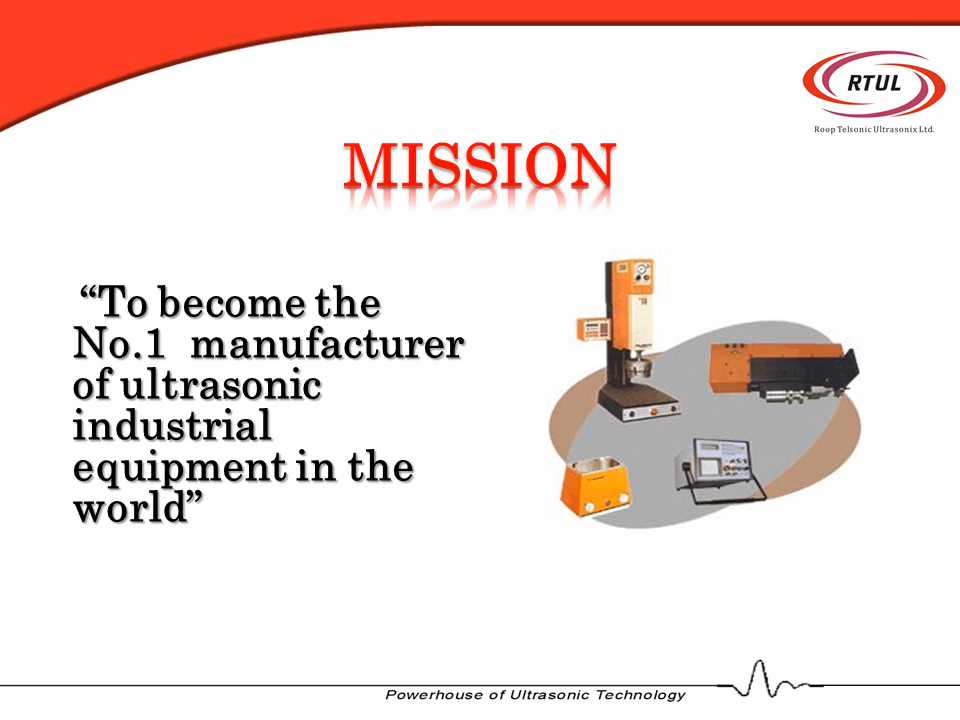 RTUL
Roop Telsonic Ultrasonix Ltd.
MISSION
“To become the
No.1 manufacturer
of ultrasonic
industrial
equipment in the
world”
Powerhouse of Ultrasonic Technology